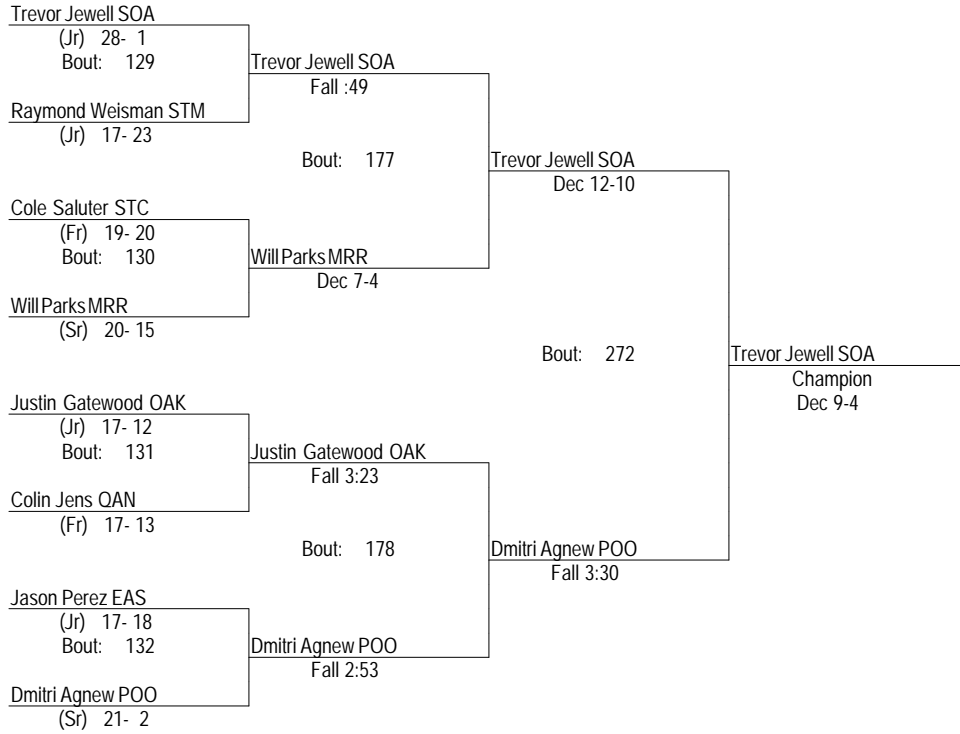 Trevor Jewell SOA
(Jr) 28- 1
Bout: 129
Raymond Weisman STM
(Jr) 17- 23
Cole Saluter STC
(Fr) 19- 20
Bout: 130
Will Parks MRR
(Sr) 20- 15
Justin Gatewood OAK
(Jr) 17- 12
Bout: 131
Colin Jens QAN
(Fr) 17- 13
Jason Perez EAS
(Jr) 17- 18
Bout: 132
Dmitri Agnew POO
(Sr) 21- 2
Trevor Jewell SOA
Fall :49
Bout: 177
Will Parks MRR
Dec 7-4
Justin Gatewood OAK
Fall 3:23
Bout: 178
Dmitri Agnew POO
Fall 2:53
Trevor Jewell SOA
Dec 12-10
Bout: 272
Dmitri Agnew POO
Fall 3:30
Trevor Jewell SOA
Champion
Dec 9-4